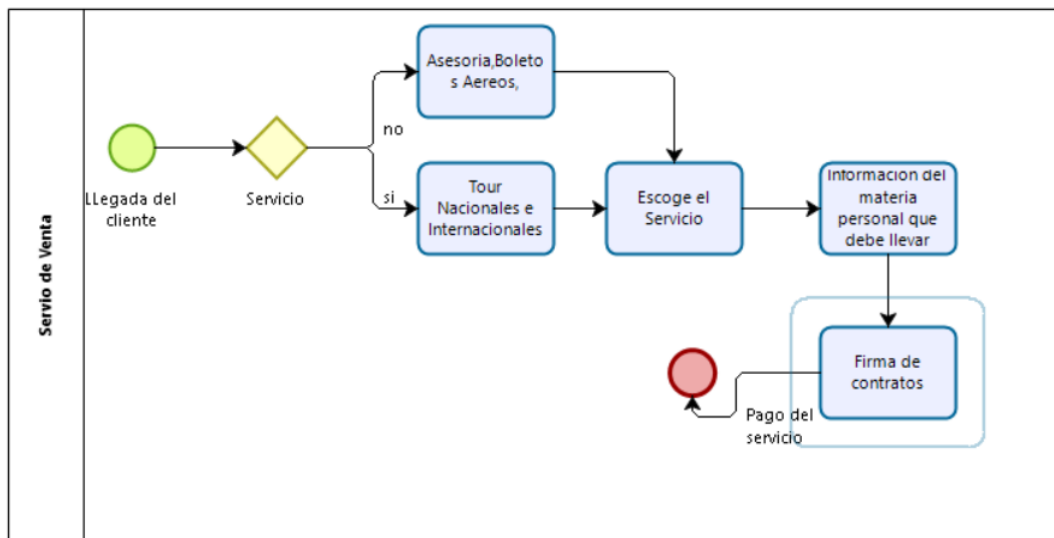 Servio de Venta
LLegada del
cliente
Servicio
no
si
Asesoria,Boleto
s Aereos,
Tour
Nacionales e
Internacionales
Escoge el
Servicio
Informacion del
materia
personal que
debe llevar
Firma de
contratos
Pago del
servicio